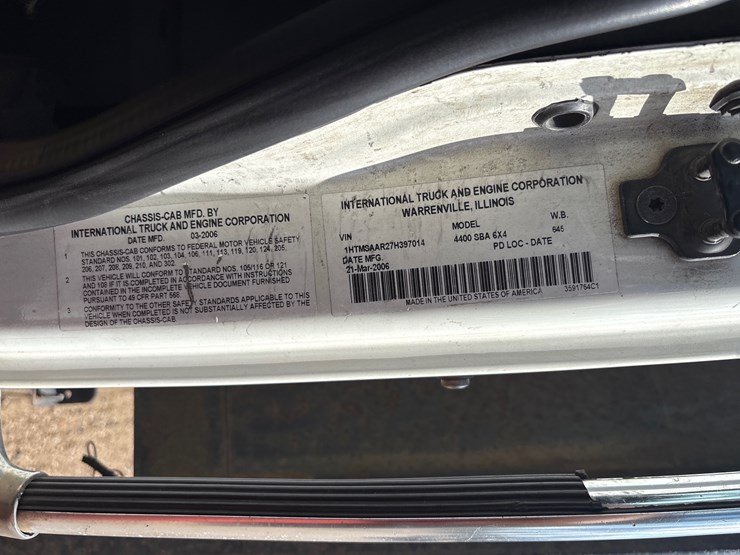 CHASSIS-CAB MFD. BY
INTERNATIONAL TRUCK AND ENGINE CORPORATION
DATE MFD. 03-2006
1 THIS CHASSIS-CAB CONFORMS TO FEDERAL MOTOR VEHICLE SAFETY
STANDARD NOS. 101, 102, 103, 104, 106, 111, 113, 119, 120, 124, 205,
206, 207, 208, 209, 210, AND 302.
2 THIS VEHICLE WILL CONFORM TO STANDARD NOS. 105/116 OR 121
AND 108 IF IT IS COMPLETED IN ACCORDANCE WITH THE INSTRUCTIONS
CONTAINED IN THE INCOMPLETE VEHICLE DOCUMENT FURNISHED
PURSUANT TO 49 CFR PART 568.
3 CONFORMITY TO THE OTHER SAFETY STANDARDS APPLICABLE TO THIS
VEHICLE WHEN COMPLETED IS NOT SUBSTANTIALLY AFFECTED BY THE
DESIGN OF THE CHASSIS-CAB.
INTERNATIONAL TRUCK AND ENGINE CORPORATION
WARRENVILLE, ILLINOIS
VIN MODEL W.B.
1HTMSAAR27H397014 4400 SBA 6X4 645
DATE MFG. PD LOC - DATE
21-Mar-2006
MADE IN THE UNITED STATES OF AMERICA 3591764C1